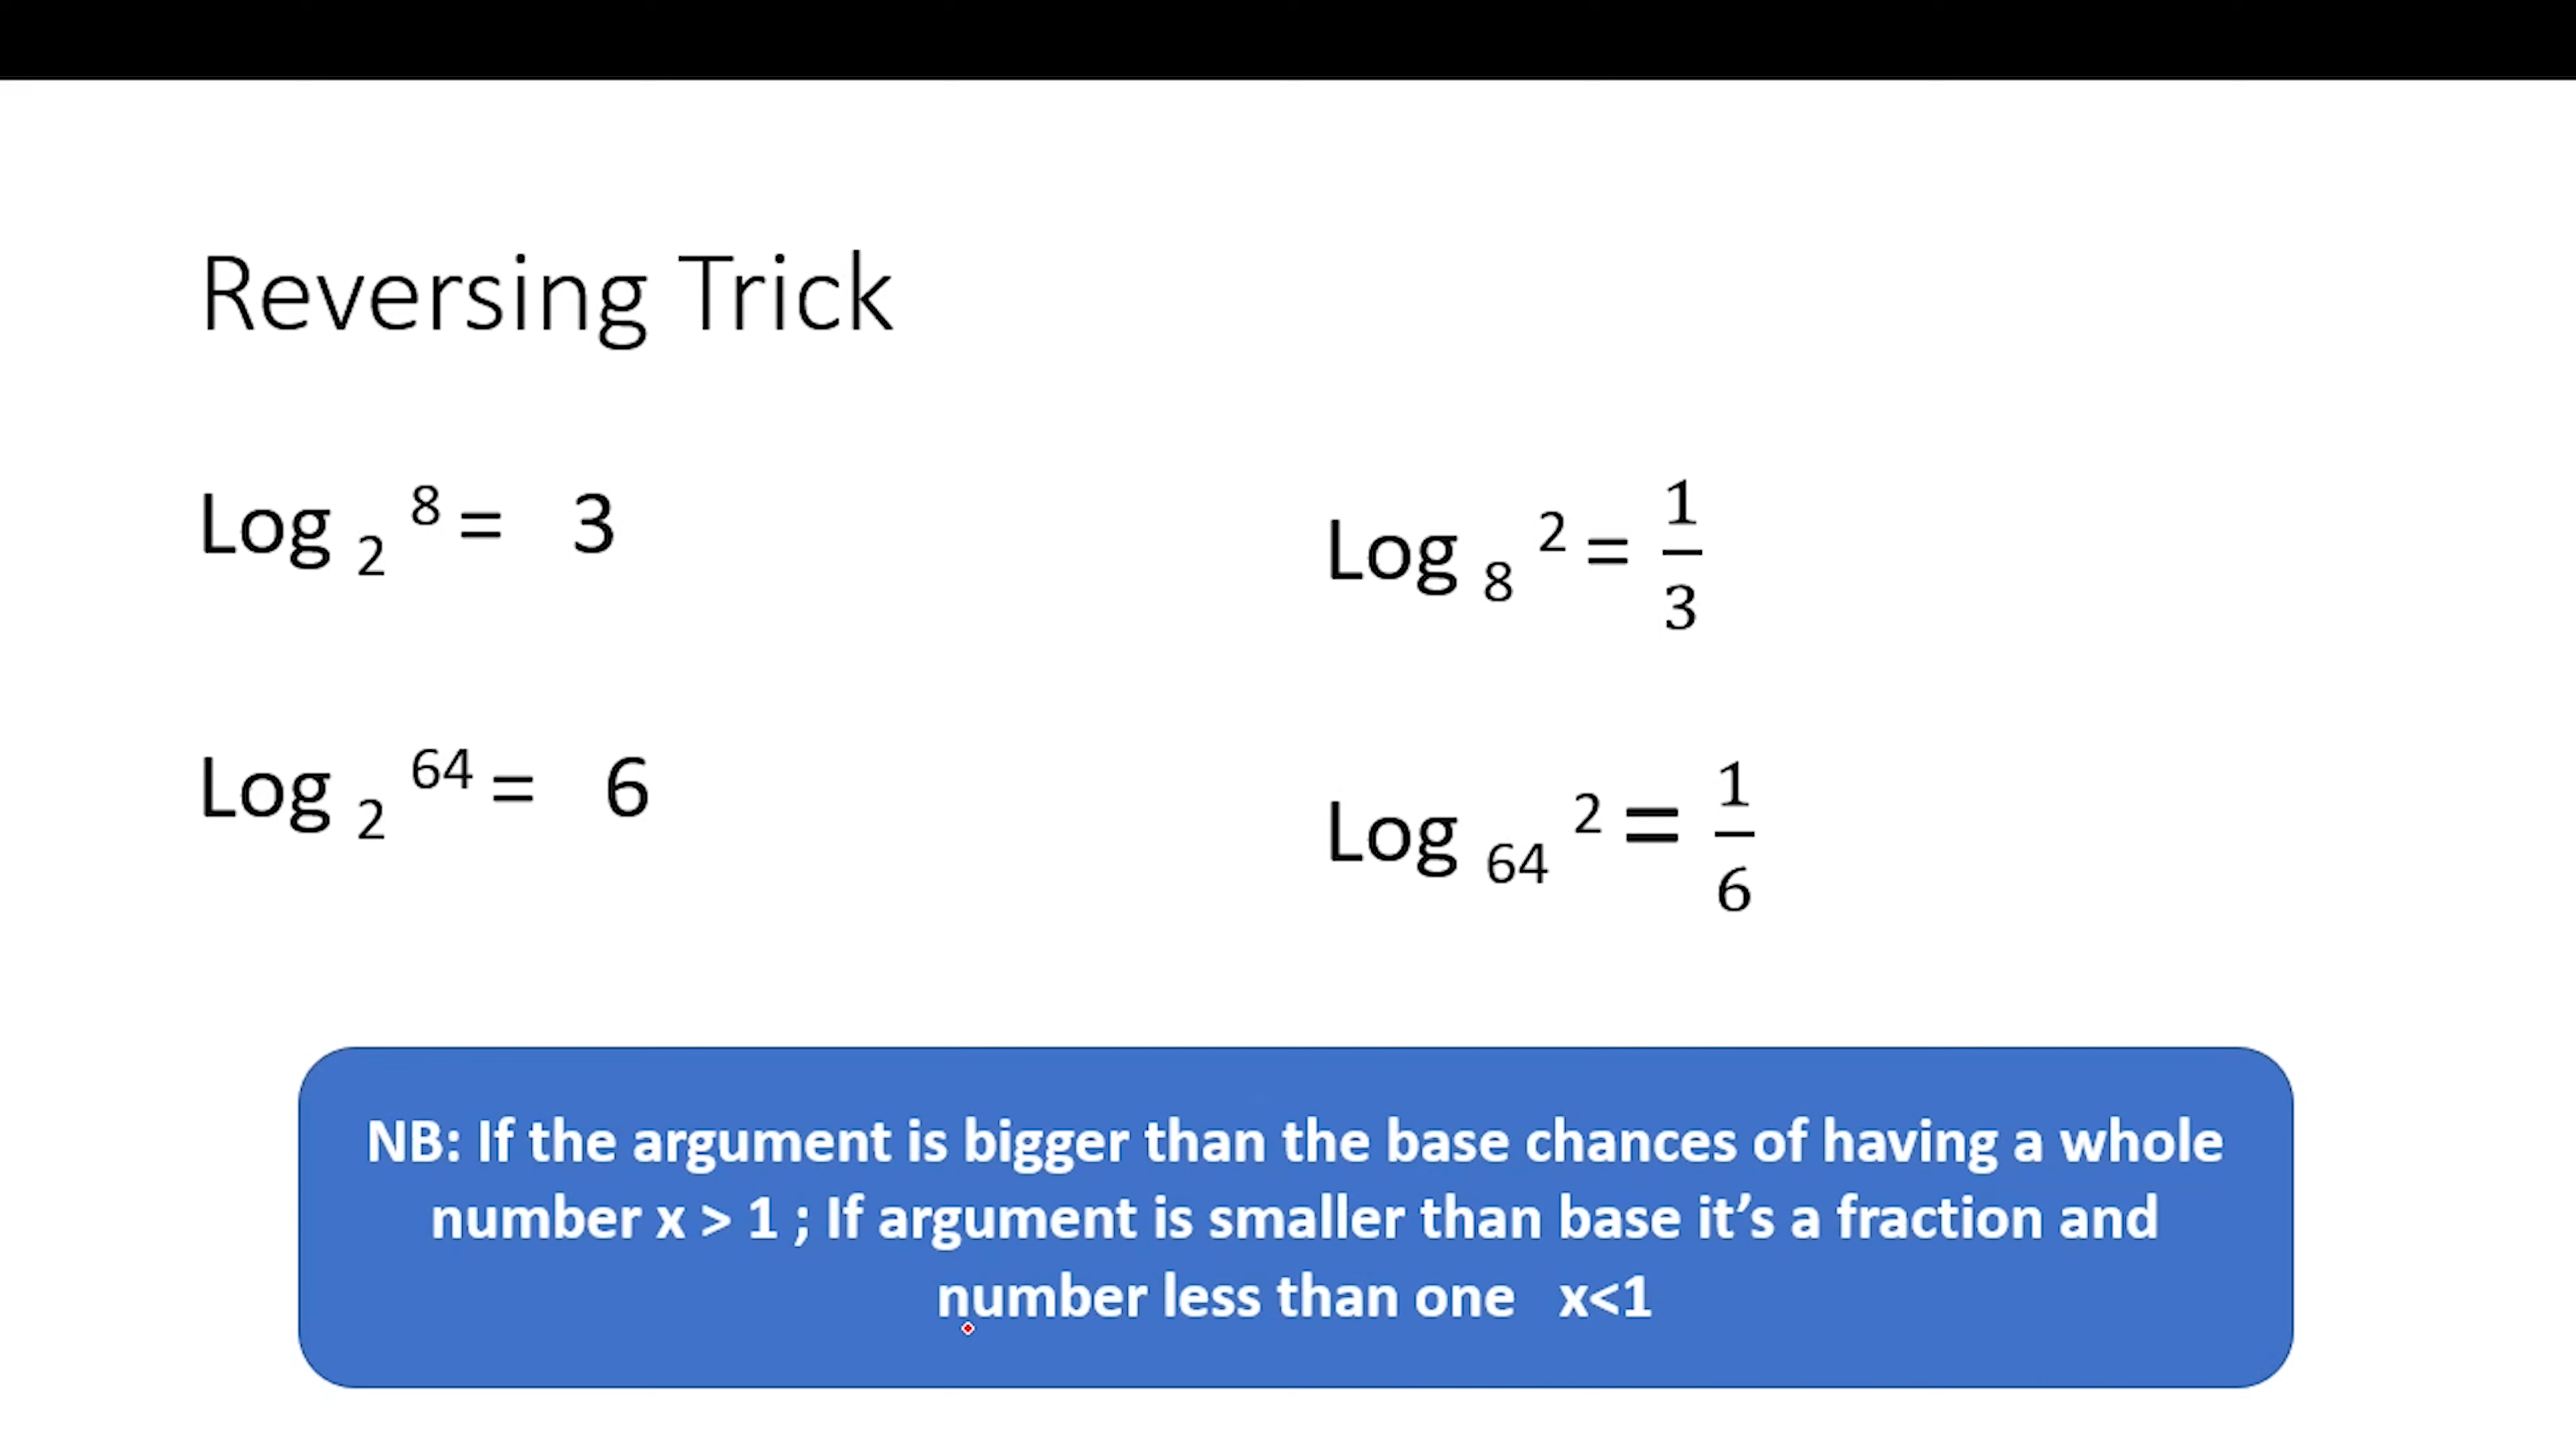 Reversing Trick
Log ₂ ⁸ = 3
Log ₈ ² = 1/3
Log ₂ ⁶⁴ = 6
Log ₆₄ ² = 1/6
NB: If the argument is bigger than the base chances of having a whole
number x > 1 ; If argument is smaller than base it’s a fraction and
number less than one x<1